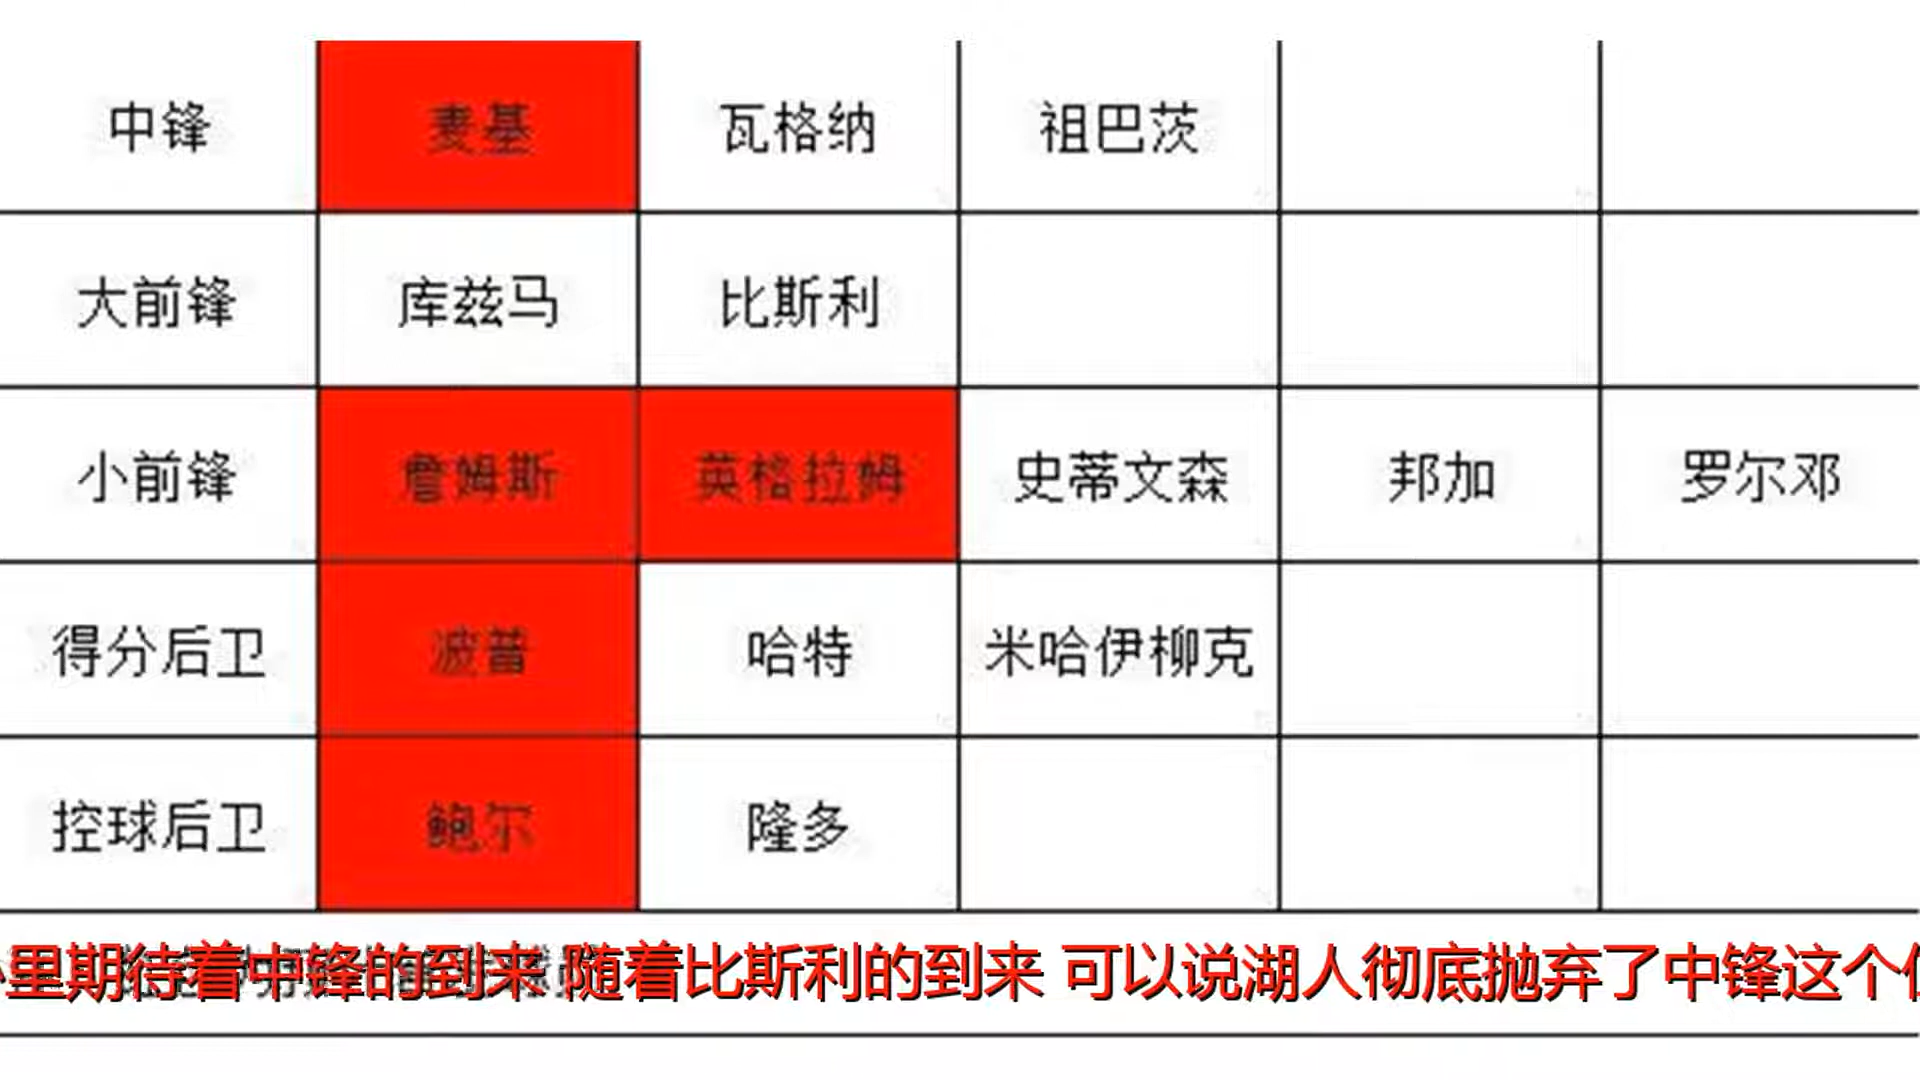 中锋 麦基 瓦格纳 祖巴茨
大前锋 库兹马 比斯利
小前锋 詹姆斯 英格拉姆 史蒂文森 邦加 罗尔邓
得分后卫 波普 哈特 米哈伊柳克
控球后卫 鲍尔 隆多
里期待着中锋的到来 随着比斯利的到来 可以说湖人彻底抛弃了中锋这个